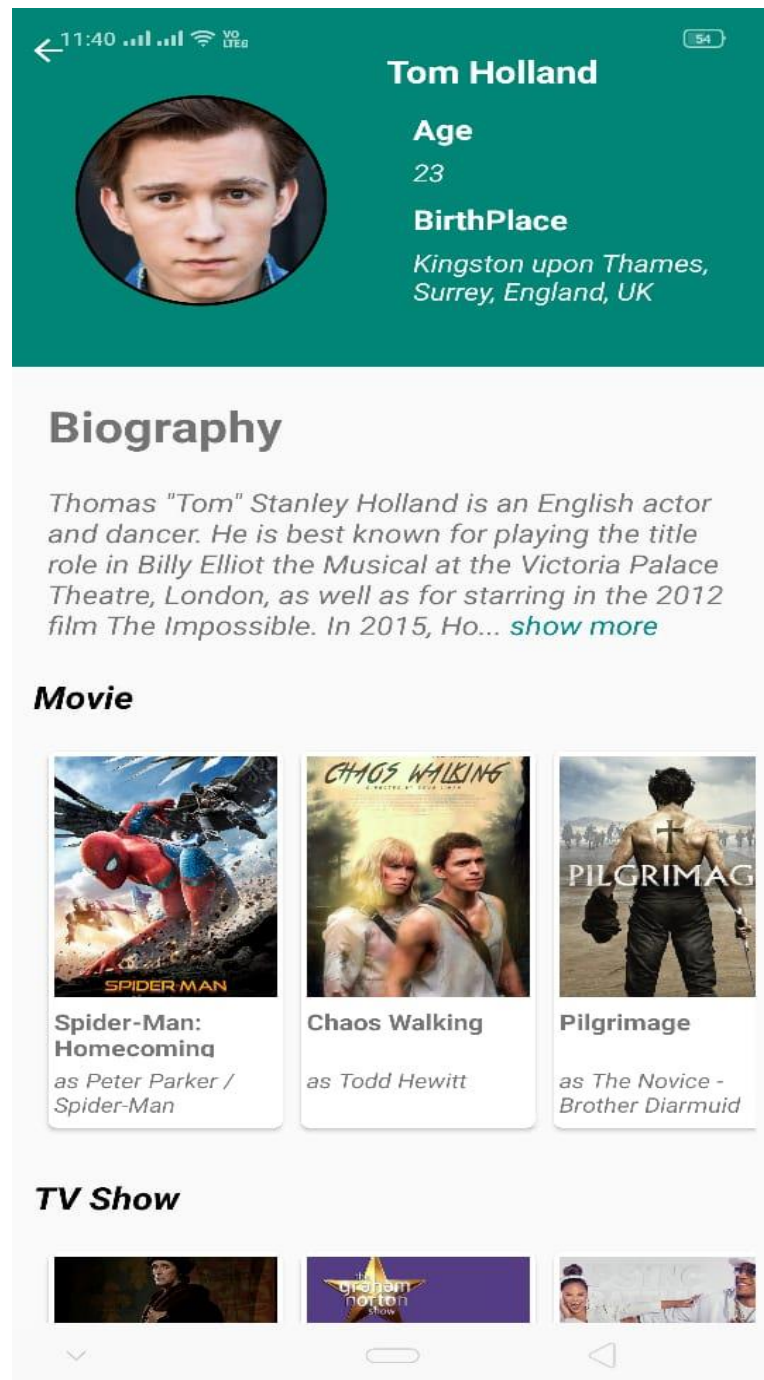 11:40
VO
LTE
54
Tom Holland
Age
23
BirthPlace
Kingston upon Thames,
Surrey, England, UK
Biography
Thomas "Tom" Stanley Holland is an English actor
and dancer. He is best known for playing the title
role in Billy Elliot the Musical at the Victoria Palace
Theatre, London, as well as for starring in the 2012
film The Impossible. In 2015, Ho... show more
Movie
CHAOS WALKING
SPIDER-MAN
PILGRIMAG
Spider-Man:
Homecoming
as Peter Parker /
Spider-Man
Chaos Walking
as Todd Hewitt
Pilgrimage
as The Novice -
Brother Diarmuid
TV Show
the
graham
norton
show